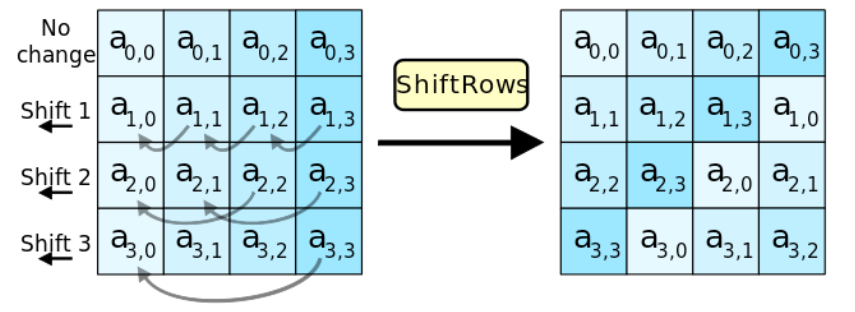 No
change
a0,0 a0,1 a0,2 a0,3
Shift 1
a1,0 a1,1 a1,2 a1,3
Shift 2
a2,0 a2,1 a2,2 a2,3
Shift 3
a3,0 a3,1 a3,2 a3,3
ShiftRows
a0,0 a0,1 a0,2 a0,3
a1,1 a1,2 a1,3 a1,0
a2,2 a2,3 a2,0 a2,1
a3,3 a3,0 a3,1 a3,2